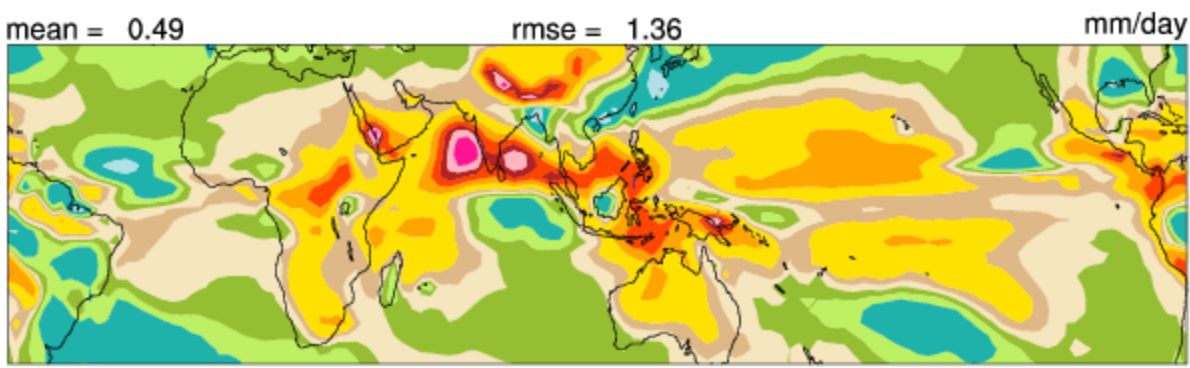 mean = 0.49 rmse = 1.36 mm/day